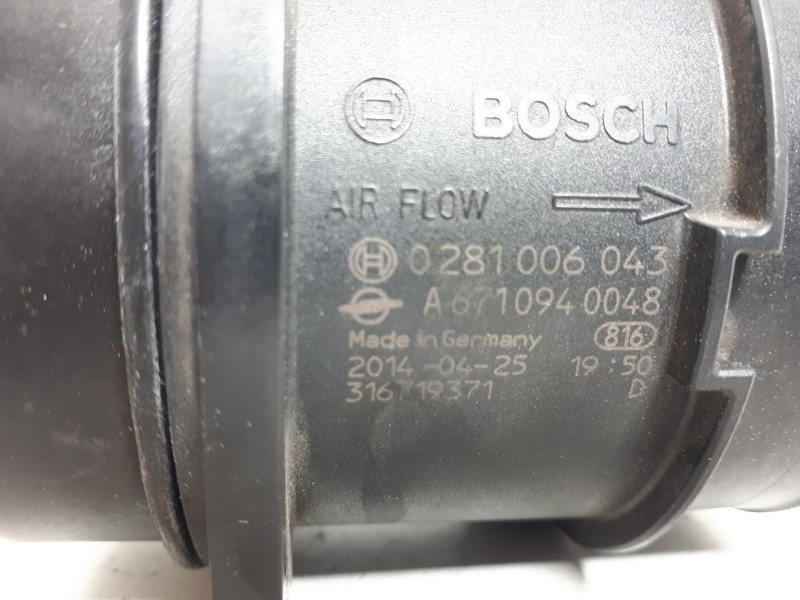 BOSCH
AIR FLOW
0 281 006 043
A 671 094 0048
Made in Germany 816
2014-04-25 19:50
316719371 D